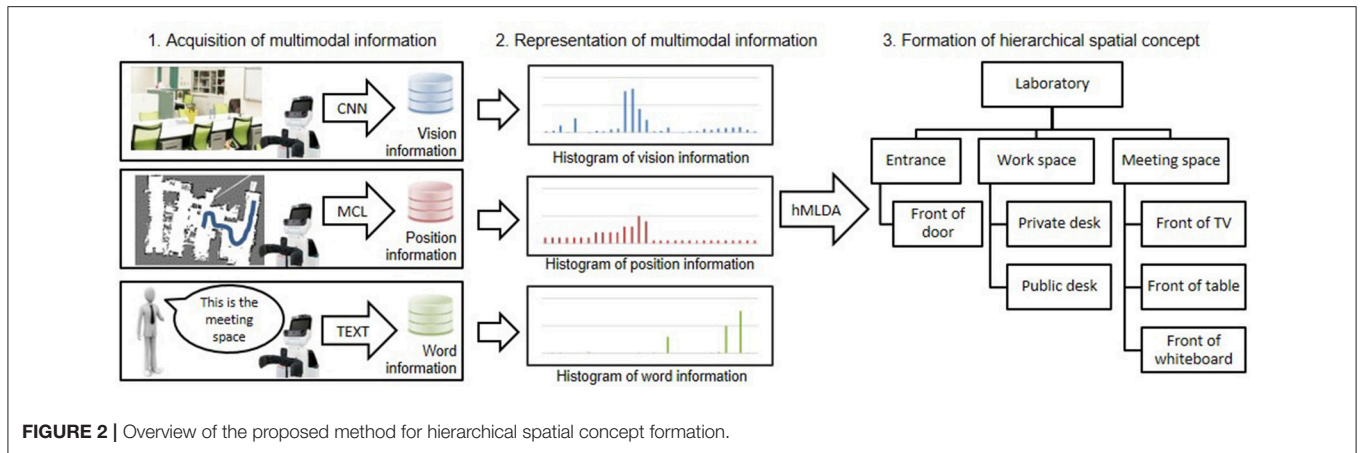 1. Acquisition of multimodal information
2. Representation of multimodal information
3. Formation of hierarchical spatial concept
CNN
Vision
information
Histogram of vision information
MCL
Position
information
Histogram of position information
This is the
meeting
space
TEXT
Word
information
Histogram of word information
hMLDA
Laboratory
Entrance
Work space
Meeting space
Front of
door
Private desk
Front of TV
Public desk
Front of table
Front of
whiteboard
FIGURE 2 | Overview of the proposed method for hierarchical spatial concept formation.